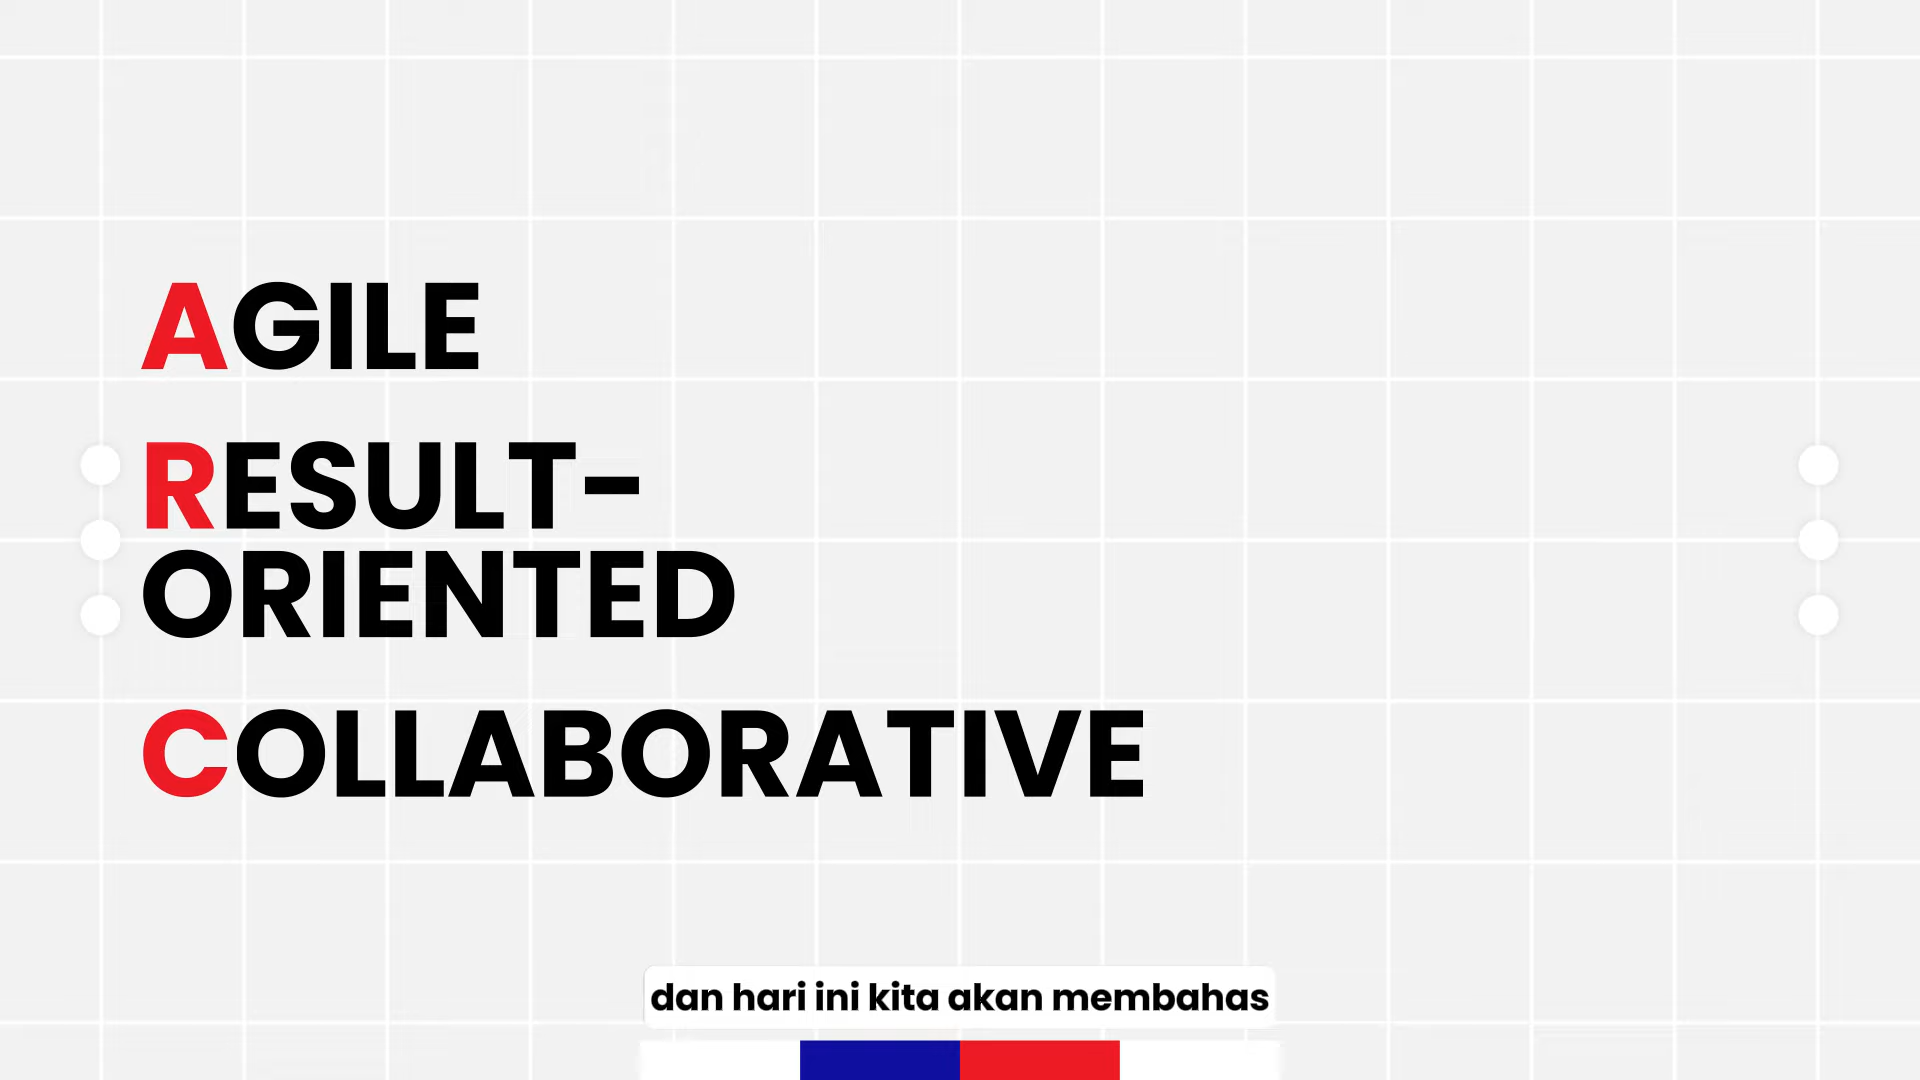 AGILE
RESULT-
ORIENTED
COLLABORATIVE
dan hari ini kita akan membahas